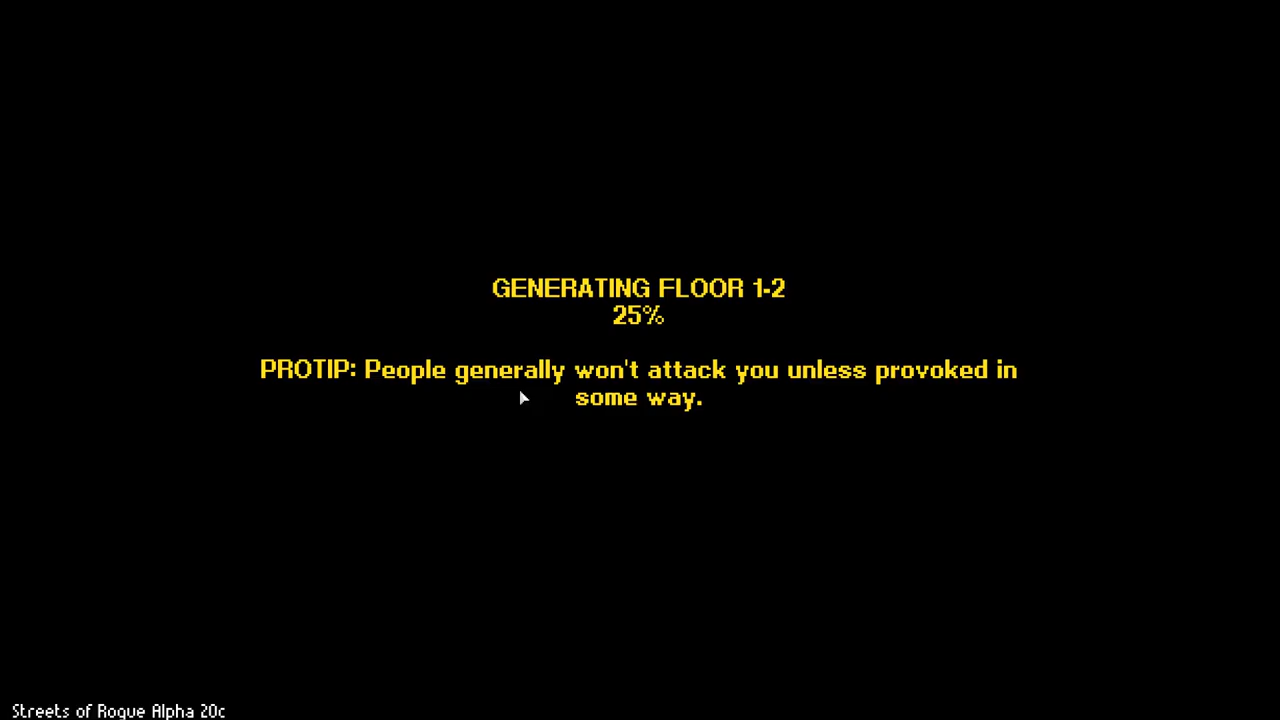 GENERATING FLOOR 1-2
25%
PROTIP: People generally won't attack you unless provoked in
some way.
Streets of Rogue Alpha 20c